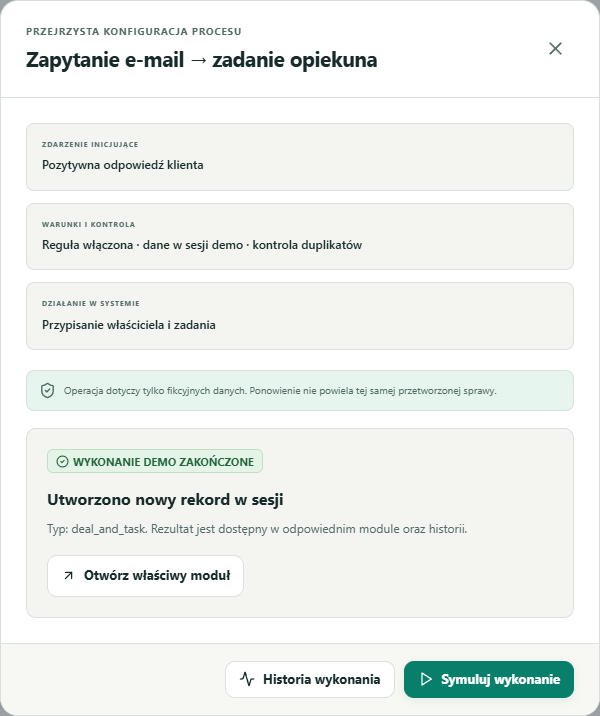 PRZEJRZYSTA KONFIGURACJA PROCESU
Zapytanie e-mail → zadanie opiekuna
ZDARZENIE INICJUJĄCE
Pozytywna odpowiedź klienta
WARUNKI I KONTROLA
Reguła włączona · dane w sesji demo · kontrola duplikatów
DZIAŁANIE W SYSTEMIE
Przypisanie właściciela i zadania
Operacja dotyczy tylko fikcyjnych danych. Ponowienie nie powiela tej samej przetworzonej sprawy.
WYKONANIE DEMO ZAKOŃCZONE
Utworzono nowy rekord w sesji
Typ: deal_and_task. Rezultat jest dostępny w odpowiednim module oraz historii.
Otwórz właściwy moduł
Historia wykonania
Symuluj wykonanie